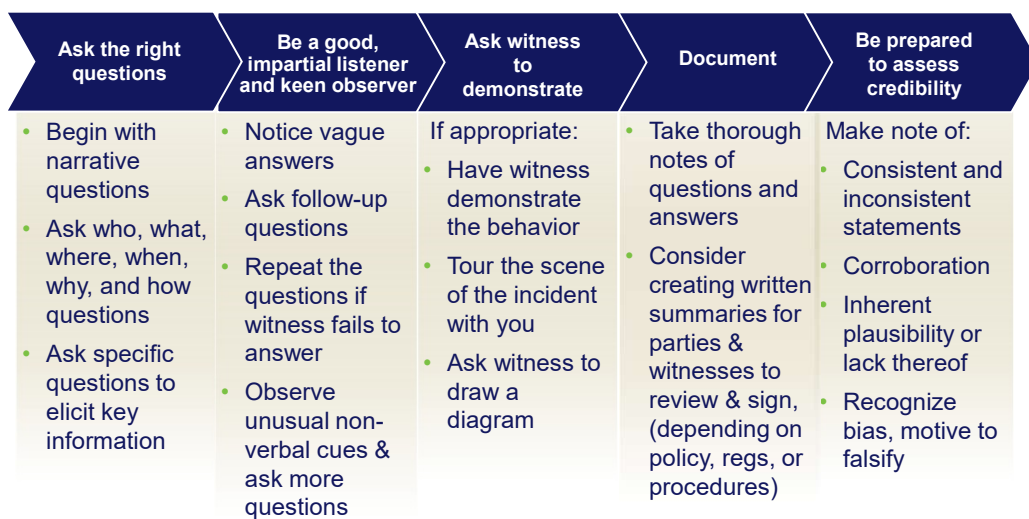 Ask the right
questions
Be a good,
impartial listener
and keen observer
Ask witness
to
demonstrate
Document
Be prepared
to assess
credibility
• Begin with
narrative
questions
• Ask who, what,
where, when,
why, and how
questions
• Ask specific
questions to
elicit key
information
• Notice vague
answers
• Ask follow-up
questions
• Repeat the
questions if
witness fails to
answer
• Observe
unusual non-
verbal cues &
ask more
questions
If appropriate:
• Have witness
demonstrate
the behavior
• Tour the scene
of the incident
with you
• Ask witness to
draw a
diagram
• Take thorough
notes of
questions and
answers
• Consider
creating written
summaries for
parties &
witnesses to
review & sign,
(depending on
policy, regs, or
procedures)
Make note of:
• Consistent and
inconsistent
statements
• Corroboration
• Inherent
plausibility or
lack thereof
• Recognize
bias, motive to
falsify